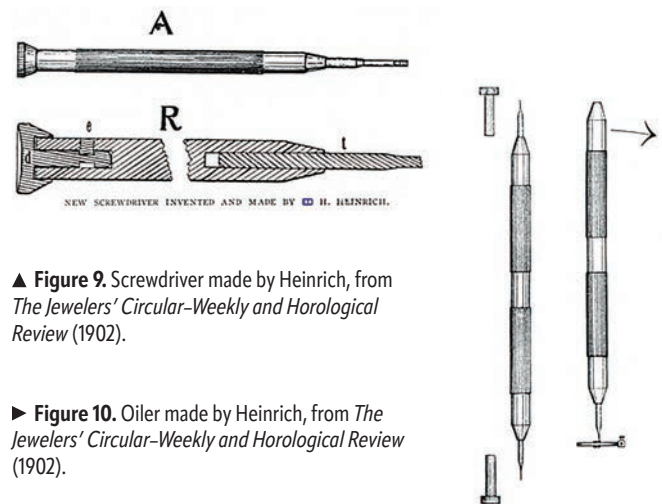 A
R
e
d
t
NEW SCREWDRIVER INVENTED AND MADE BY H. HEINRICH.
▲ Figure 9. Screwdriver made by Heinrich, from
The Jewelers’ Circular–Weekly and Horological
Review (1902).
► Figure 10. Oiler made by Heinrich, from The
Jewelers’ Circular–Weekly and Horological Review
(1902).